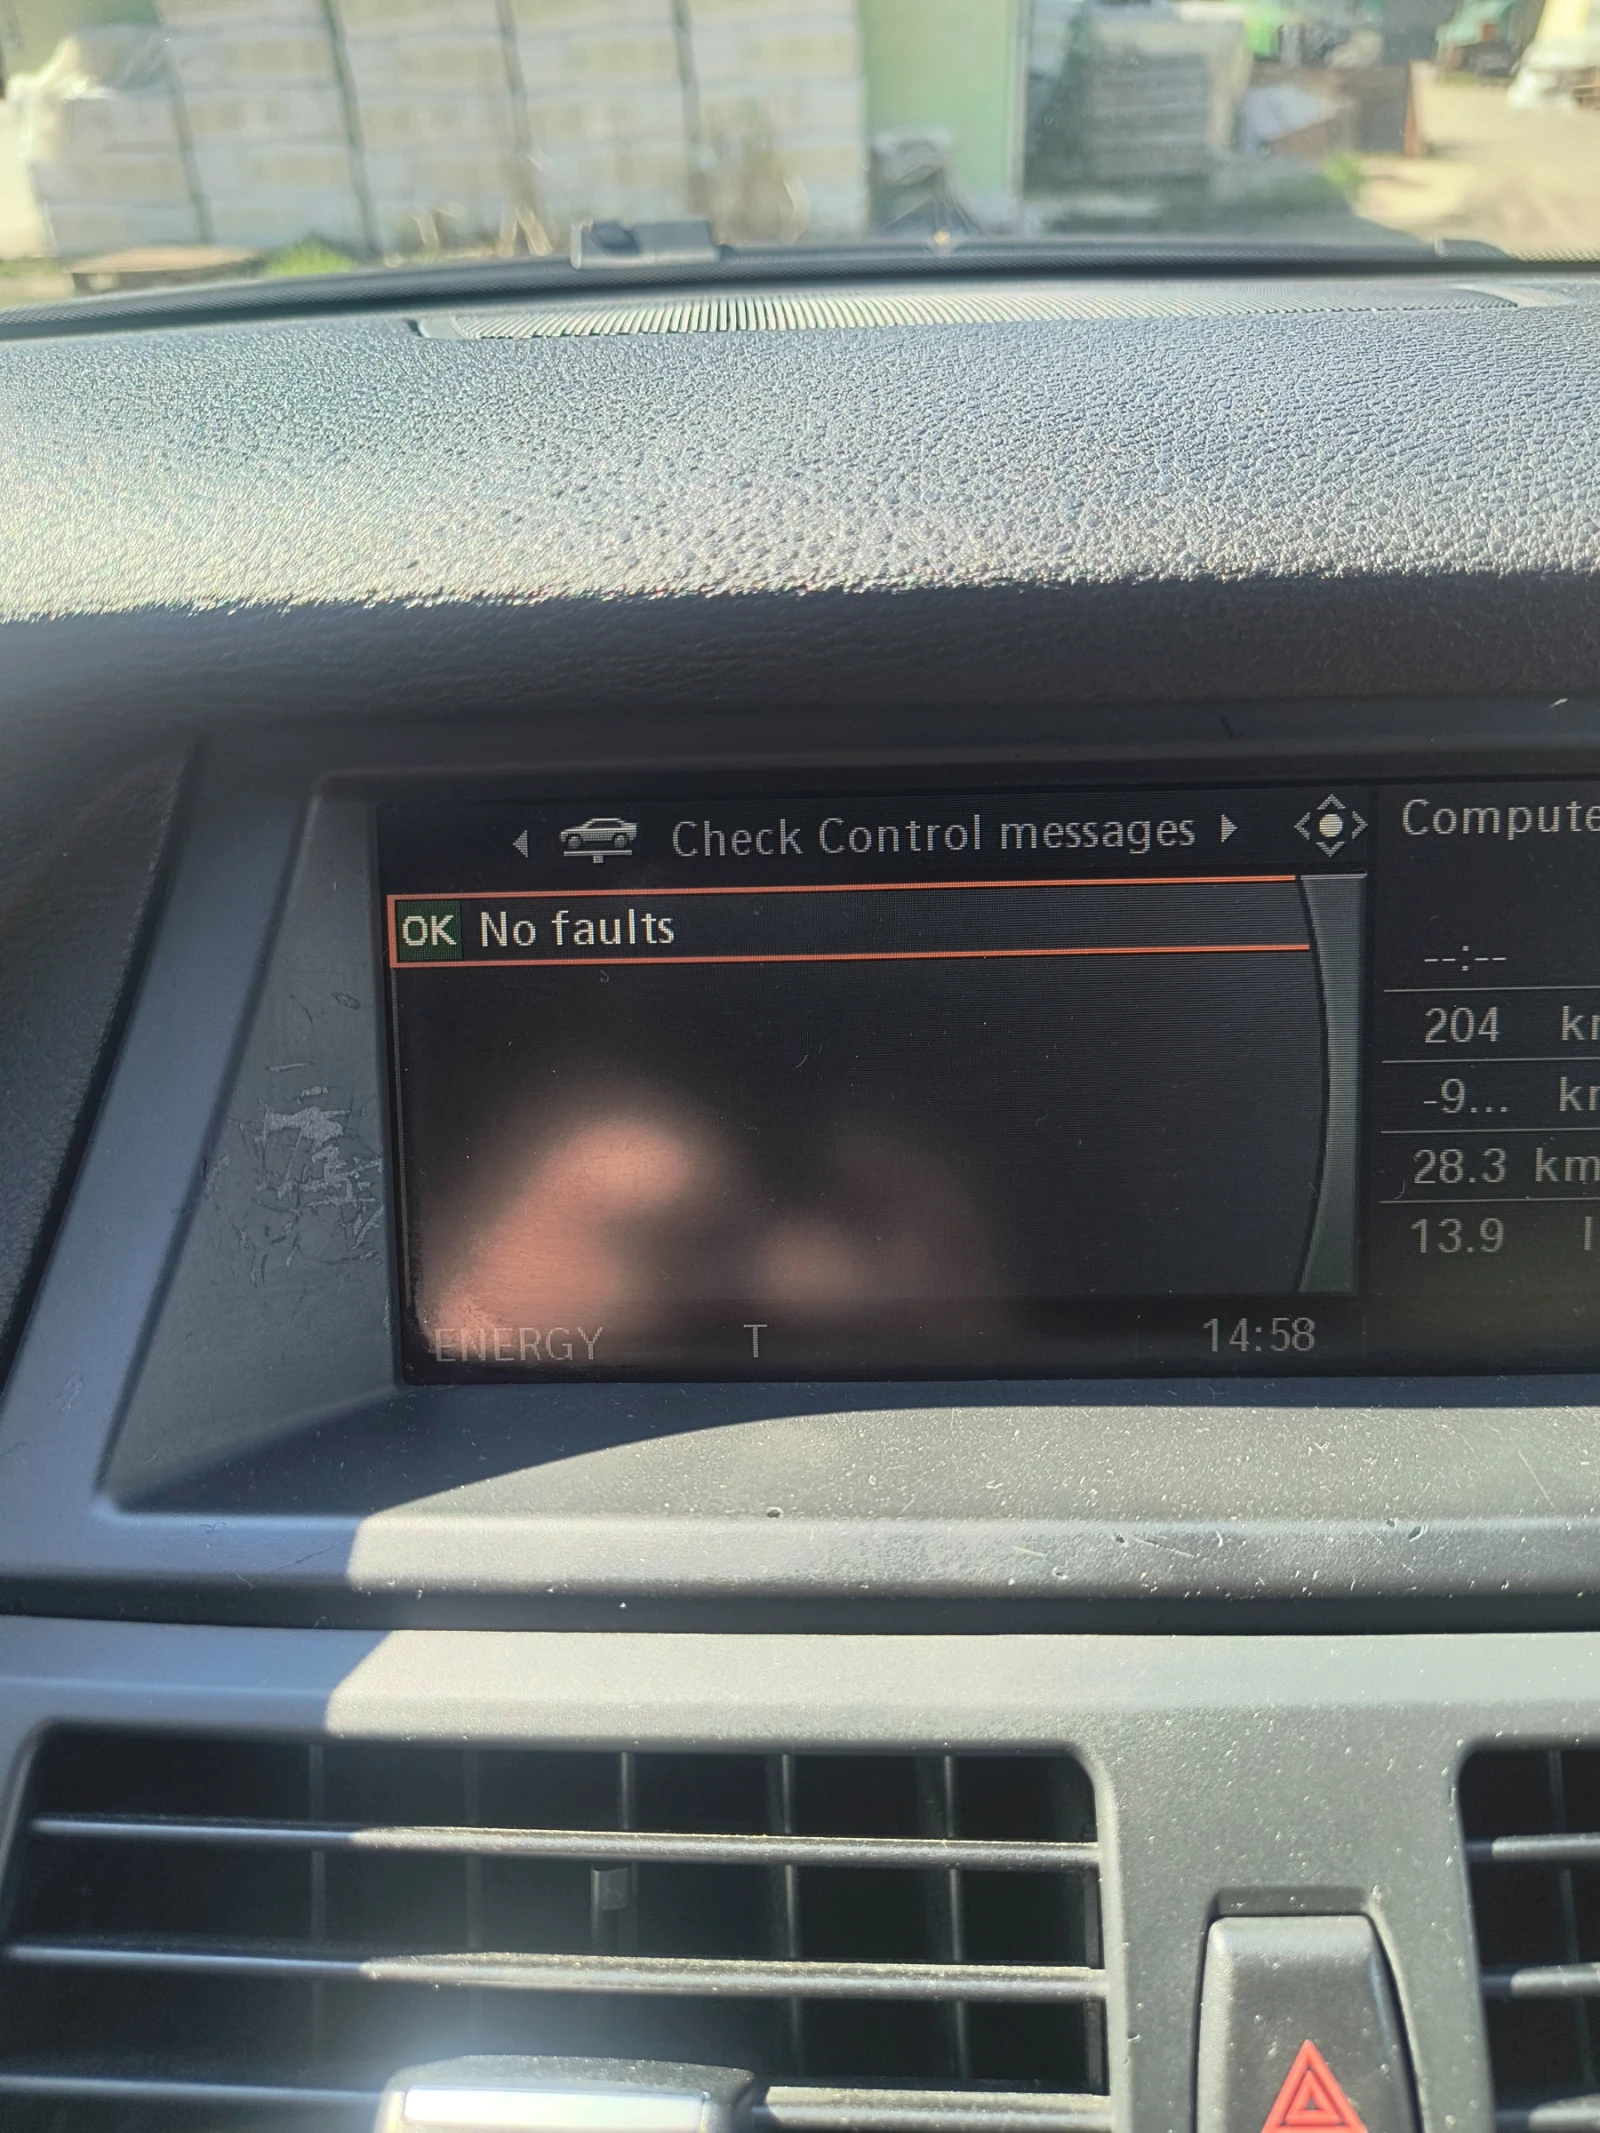 Check Control messages
OK No faults
ENERGY T 14:58
Compute
--:--
204 k
-9... k
28.3 km
13.9 l